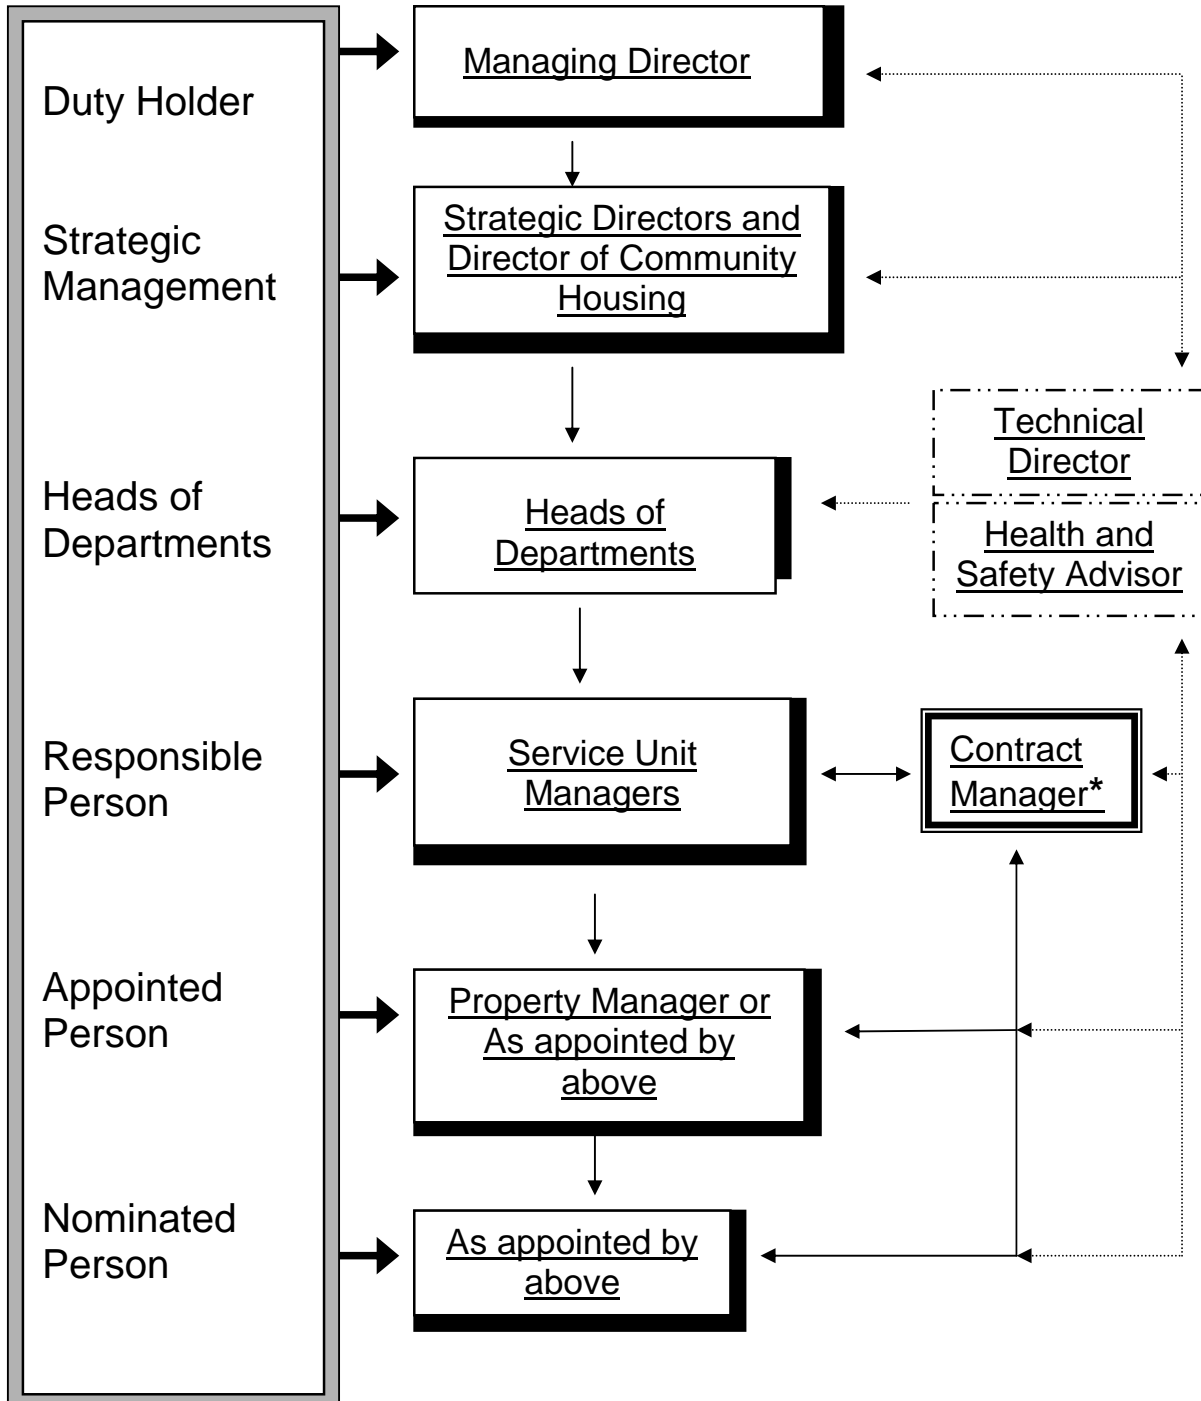 Duty Holder
Managing Director
Strategic
Management
Strategic Directors and
Director of Community
Housing
Heads of
Departments
Heads of
Departments
Technical
Director
Health and
Safety Advisor
Responsible
Person
Service Unit
Managers
Contract
Manager*
Appointed
Person
Property Manager or
As appointed by
above
Nominated
Person
As appointed by
above